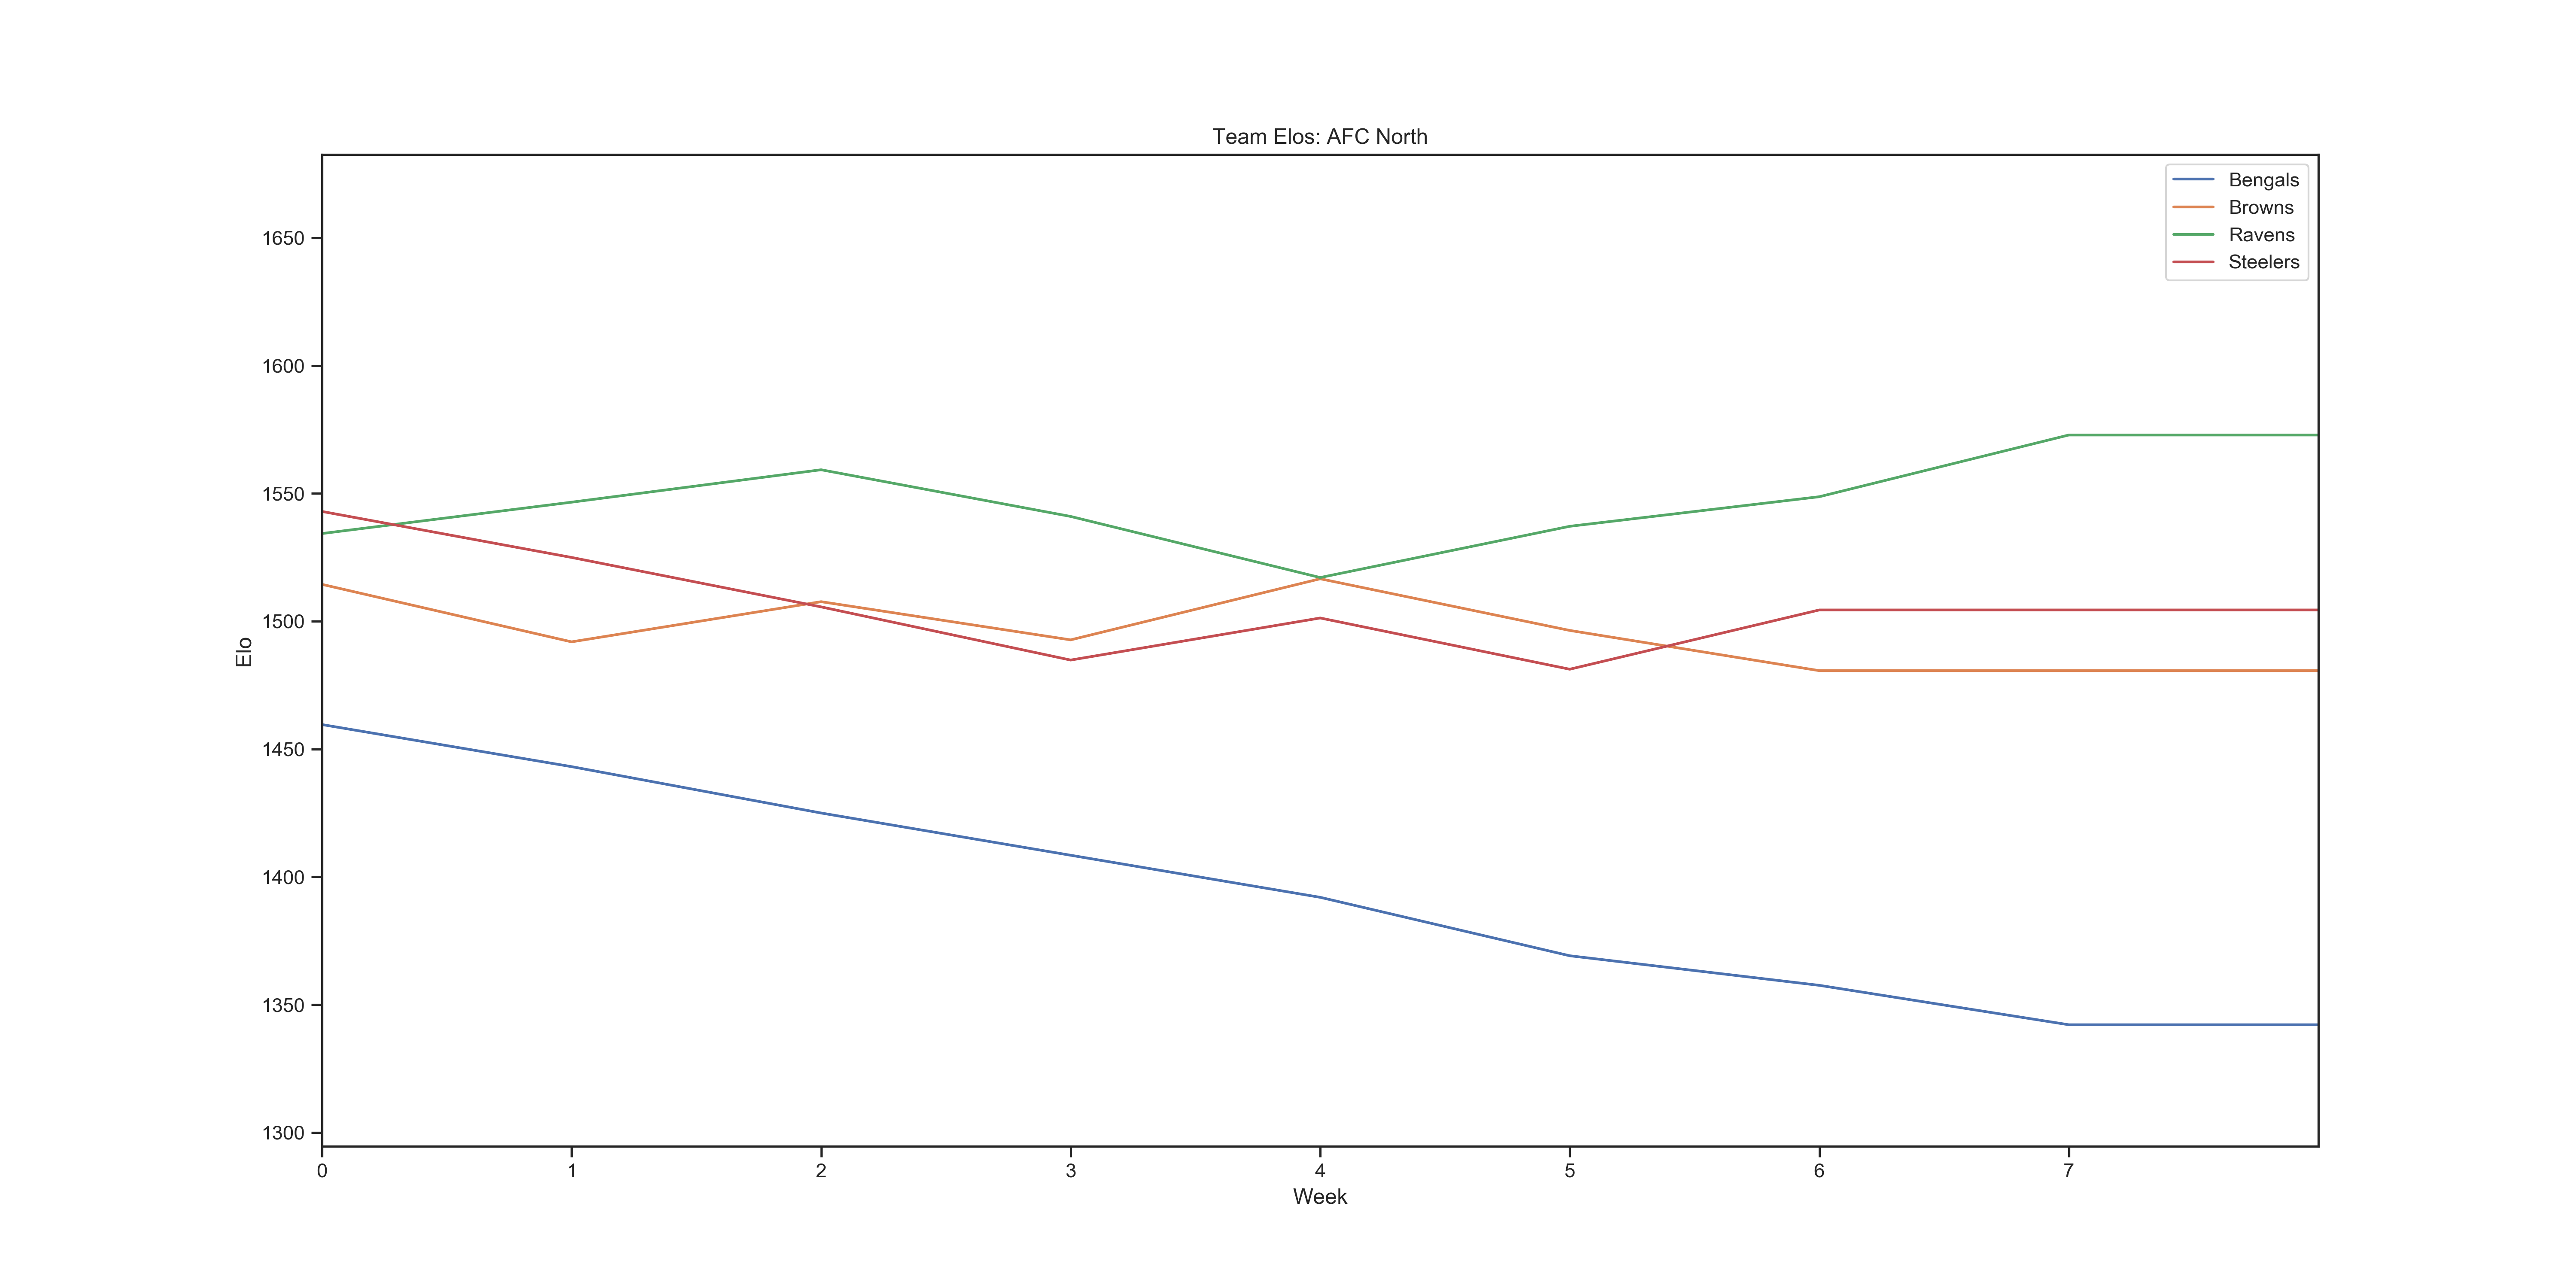 Team Elos: AFC North
Bengals
Browns
Ravens
Steelers
1650
1600
1550
1500
1450
1400
1350
1300
Elo
0 1 2 3 4 5 6 7
Week